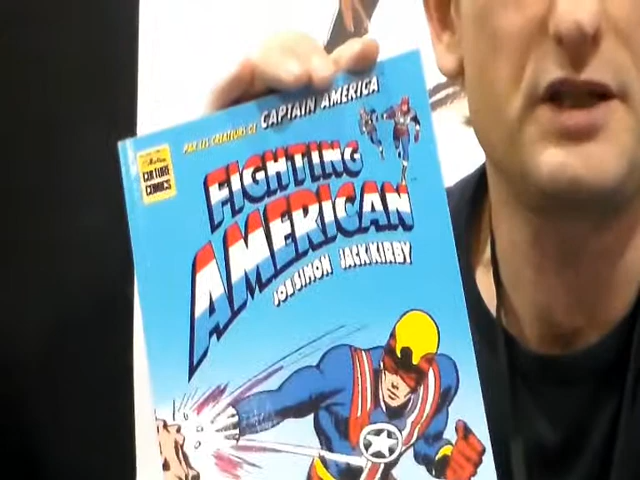 PAR LES CRÉATEURS DE CAPTAIN AMERICA
CULTURE
COMICS
FIGHTING
AMERICAN
JOE SIMON JACK KIRBY